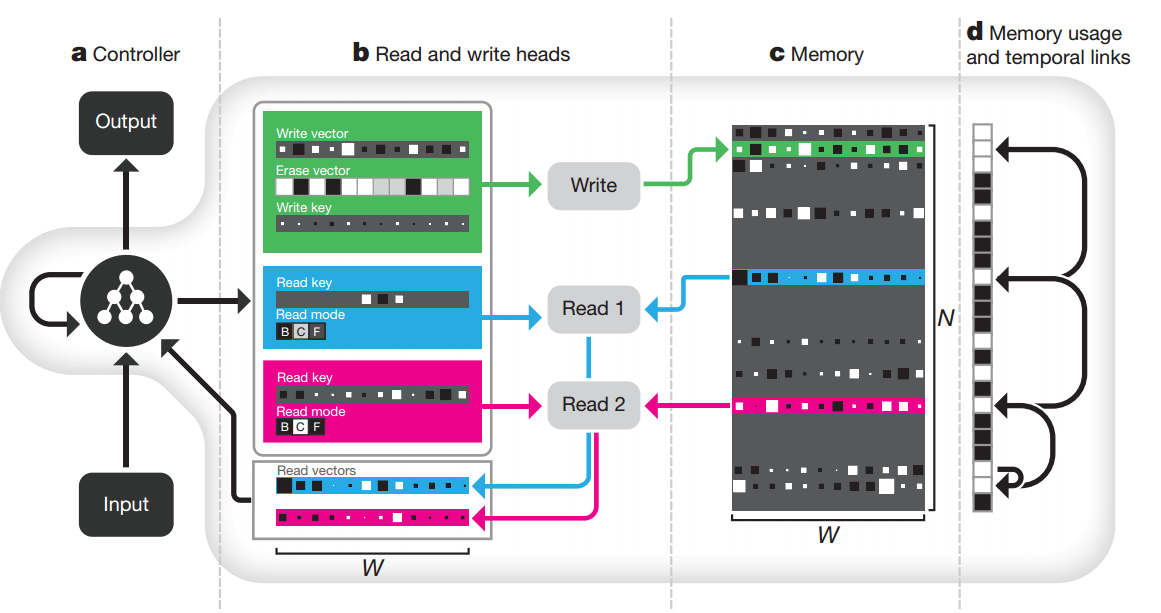 a Controller
b Read and write heads
c Memory
d Memory usage
and temporal links
Output
Input
Write vector
Erase vector
Write key
Read key
Read mode
B C F
Read key
Read mode
B C F
Read vectors
W
Write
Read 1
Read 2
N
W